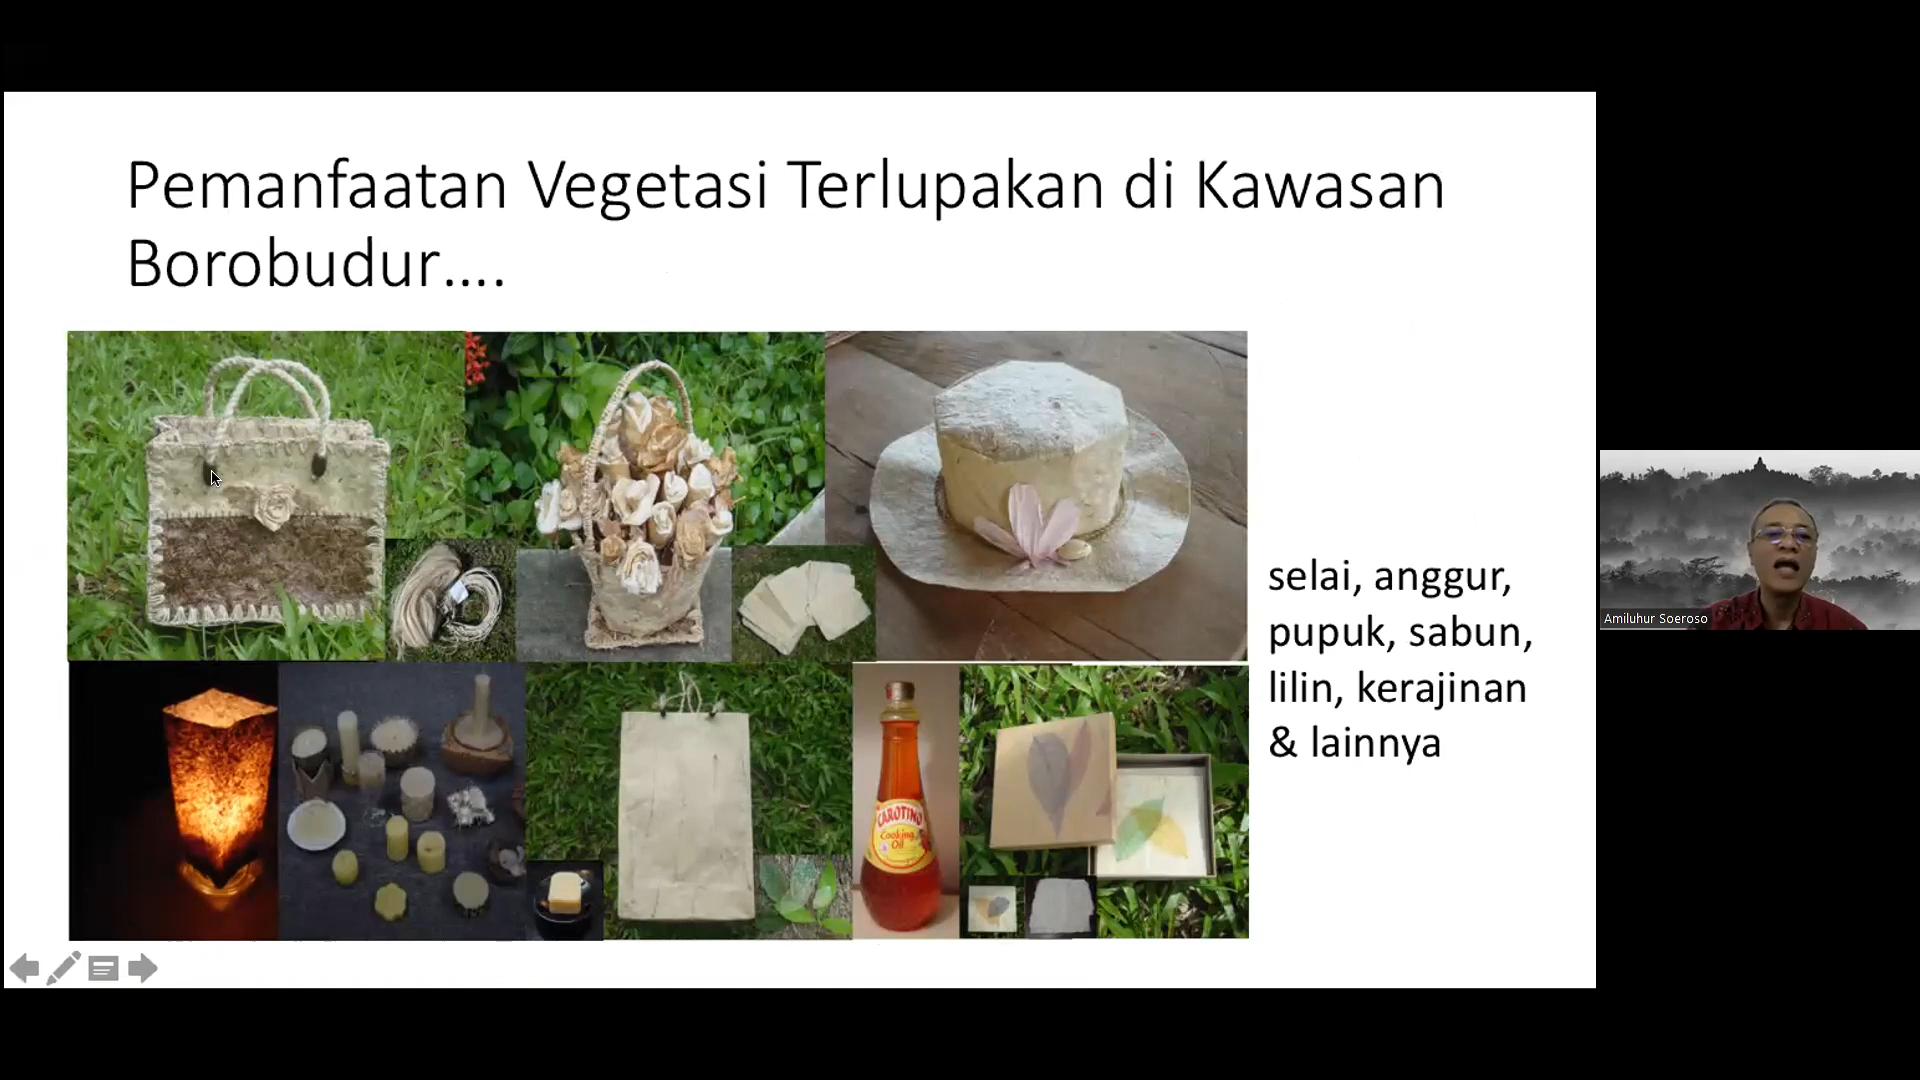 Pemanfaatan Vegetasi Terlupakan di Kawasan
Borobudur....
selai, anggur,
pupuk, sabun,
lilin, kerajinan
& lainnya
CAROTINO
Cooking
Oil
Amiluhur Soeroso